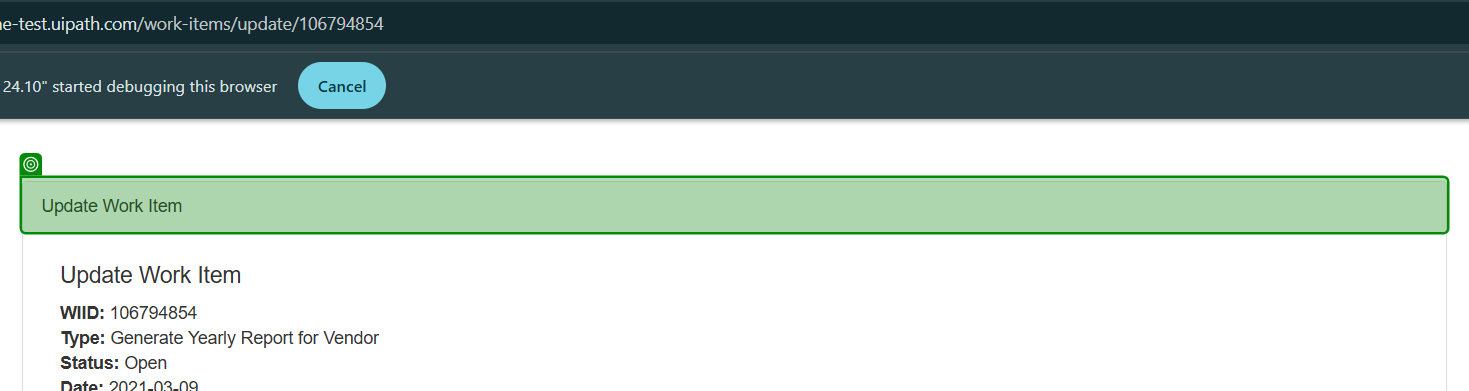 ne-test.uipath.com/work-items/update/106794854
24.10" started debugging this browser Cancel
Update Work Item
Update Work Item
WIID: 106794854
Type: Generate Yearly Report for Vendor
Status: Open
Date: 2021-03-09